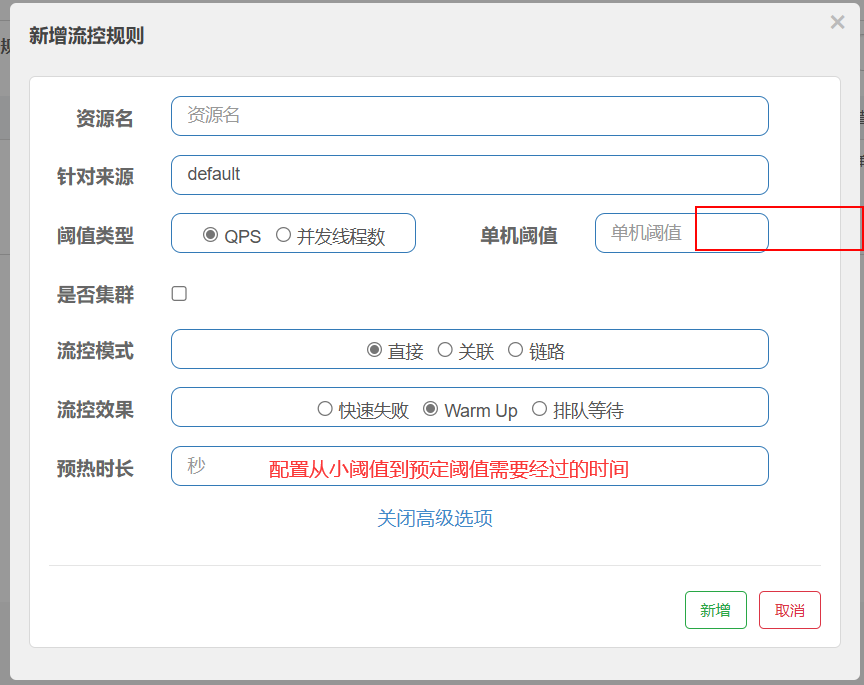 新增流控规则
×
资源名 资源名
针对来源 default
阈值类型 QPS 并发线程数 单机阈值 单机阈值
是否集群
流控模式 直接 关联 链路
流控效果 快速失败 Warm Up 排队等待
预热时长 秒 配置从小阈值到预定阈值需要经过的时间
关闭高级选项
新增 取消